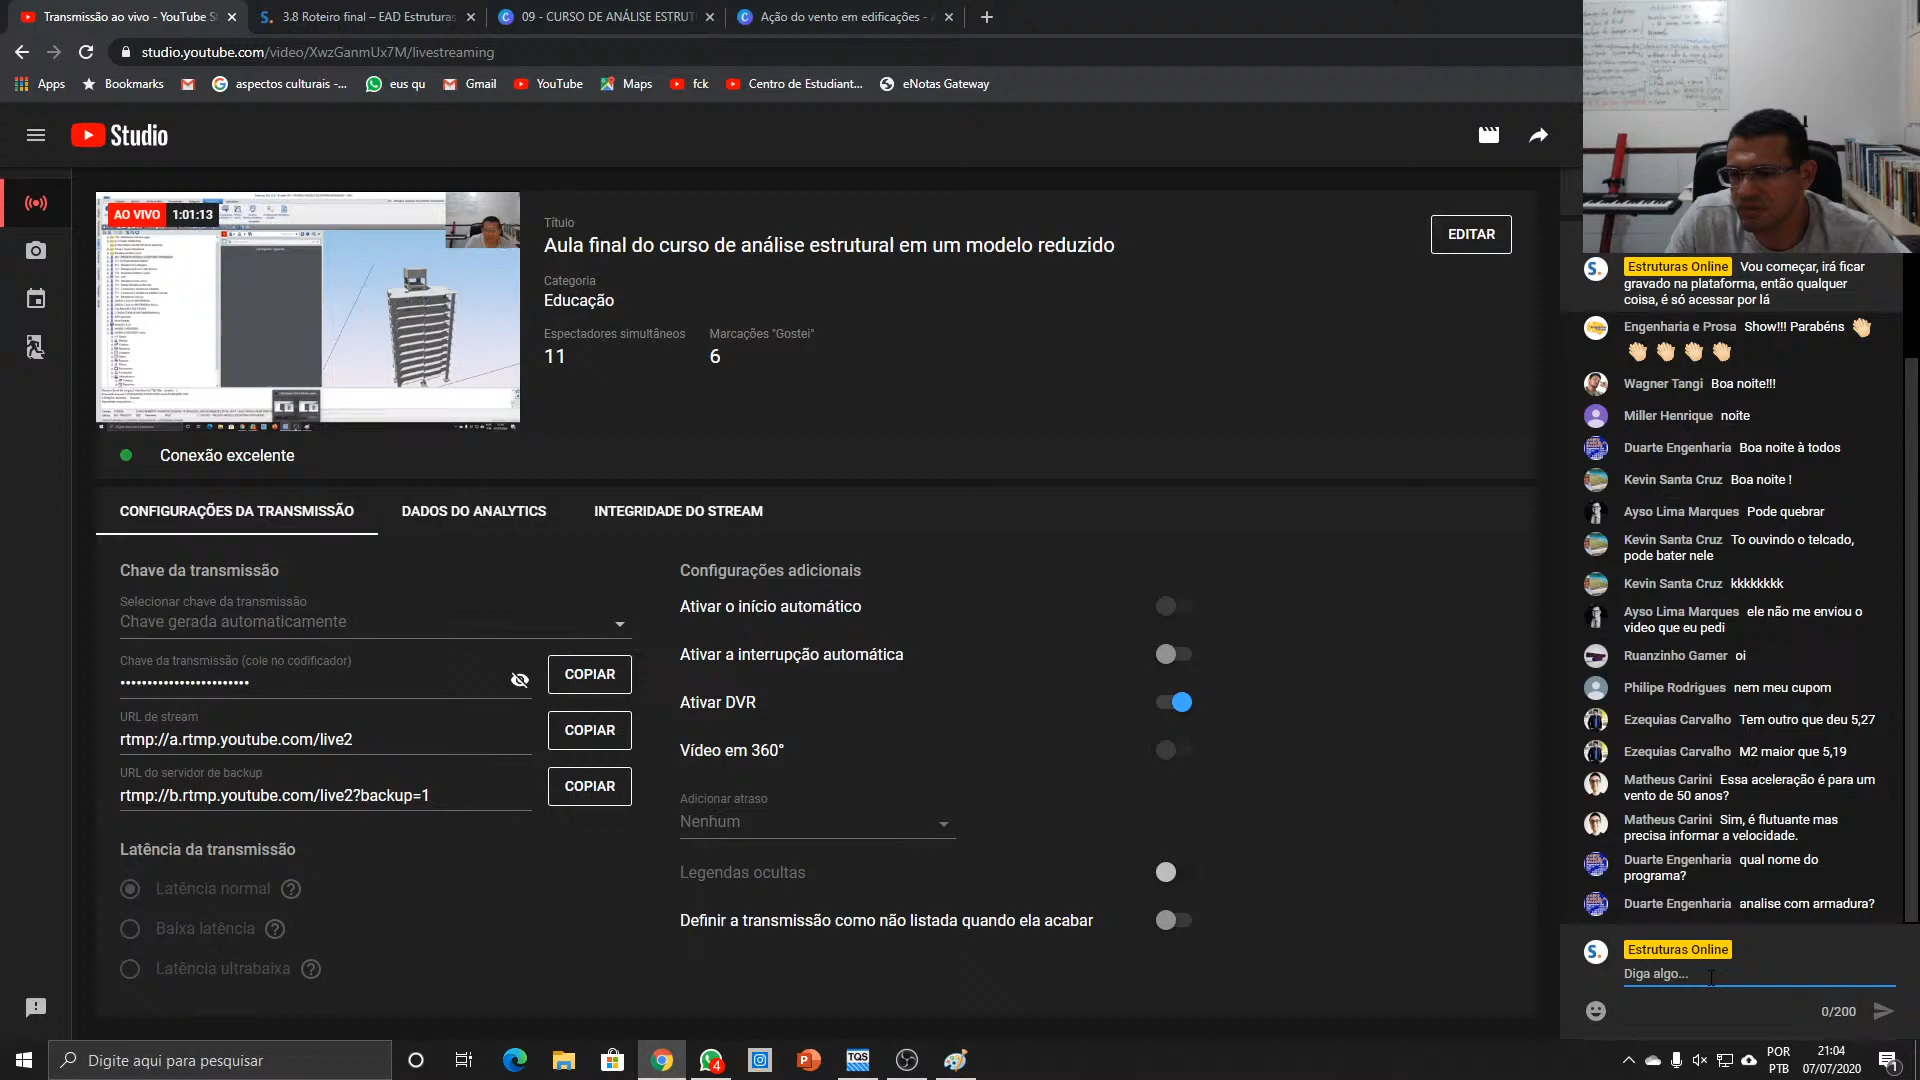 Transmissão ao vivo - YouTube S
3.8 Roteiro final – EAD Estruturas
09 - CURSO DE ANÁLISE ESTRUT
Ação do vento em edificações -
studio.youtube.com/video/XwzGanmUx7M/livestreaming
Apps
Bookmarks
aspectos culturais -...
eus qu
Gmail
YouTube
Maps
fck
Centro de Estudiant...
eNotas Gateway
Studio
AO VIVO
1:01:13
Título
Aula final do curso de análise estrutural em um modelo reduzido
Categoria
Educação
Espectadores simultâneos
Marcações "Gostei"
11
6
EDITAR
Conexão excelente
CONFIGURAÇÕES DA TRANSMISSÃO
DADOS DO ANALYTICS
INTEGRIDADE DO STREAM
Chave da transmissão
Selecionar chave da transmissão
Chave gerada automaticamente
Chave da transmissão (cole no codificador)
••••••••••••••••••••••••
COPIAR
URL de stream
rtmp://a.rtmp.youtube.com/live2
COPIAR
URL do servidor de backup
rtmp://b.rtmp.youtube.com/live2?backup=1
COPIAR
Latência da transmissão
Latência normal
Baixa latência
Latência ultrabaixa
Configurações adicionais
Ativar o início automático
Ativar a interrupção automática
Ativar DVR
Vídeo em 360°
Adicionar atraso
Nenhum
Legendas ocultas
Definir a transmissão como não listada quando ela acabar
Estruturas Online Vou começar, irá ficar
gravado na plataforma, então qualquer
coisa, é só acessar por lá
Engenharia e Prosa Show!!! Parabéns 👏🏻
👏🏻 👏🏻 👏🏻 👏🏻
Wagner Tangi Boa noite!!!
Miller Henrique noite
Duarte Engenharia Boa noite à todos
Kevin Santa Cruz Boa noite !
Ayso Lima Marques Pode quebrar
Kevin Santa Cruz To ouvindo o telcado,
pode bater nele
Kevin Santa Cruz kkkkkkkk
Ayso Lima Marques ele não me enviou o
video que eu pedi
Ruanzinho Gamer oi
Philipe Rodrigues nem meu cupom
Ezequias Carvalho Tem outro que deu 5,27
Ezequias Carvalho M2 maior que 5,19
Matheus Carini Essa aceleração é para um
vento de 50 anos?
Matheus Carini Sim, é flutuante mas
precisa informar a velocidade.
Duarte Engenharia qual nome do
programa?
Duarte Engenharia analise com armadura?
Estruturas Online
Diga algo...
0/200
Digite aqui para pesquisar
4
TQS
POR
PTB
21:04
07/07/2020
1